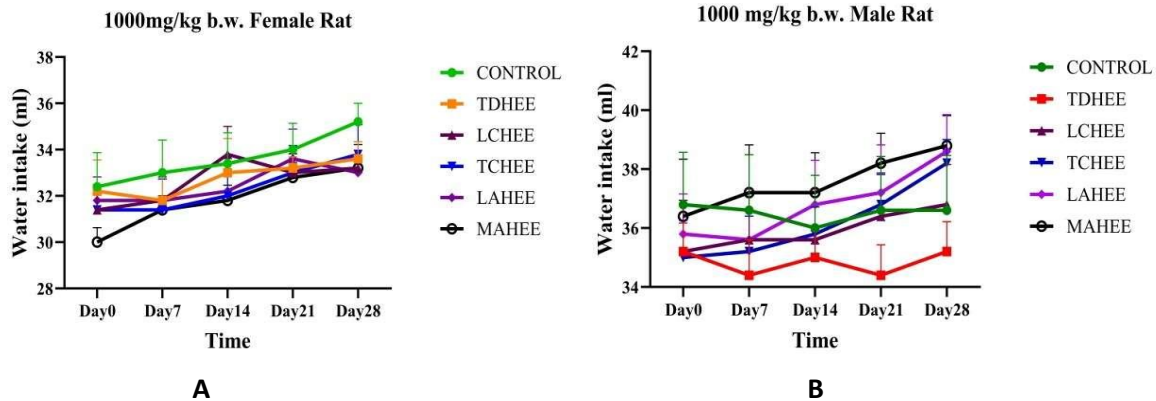 1000mg/kg b.w. Female Rat
Water intake (ml)
38
36
34
32
30
28
Day0 Day7 Day14 Day21 Day28
Time
CONTROL
TDHEE
LCHEE
TCHEE
LAHEE
MAHEE
A
1000 mg/kg b.w. Male Rat
Water intake (ml)
42
40
38
36
34
Day0 Day7 Day14 Day21 Day28
Time
CONTROL
TDHEE
LCHEE
TCHEE
LAHEE
MAHEE
B